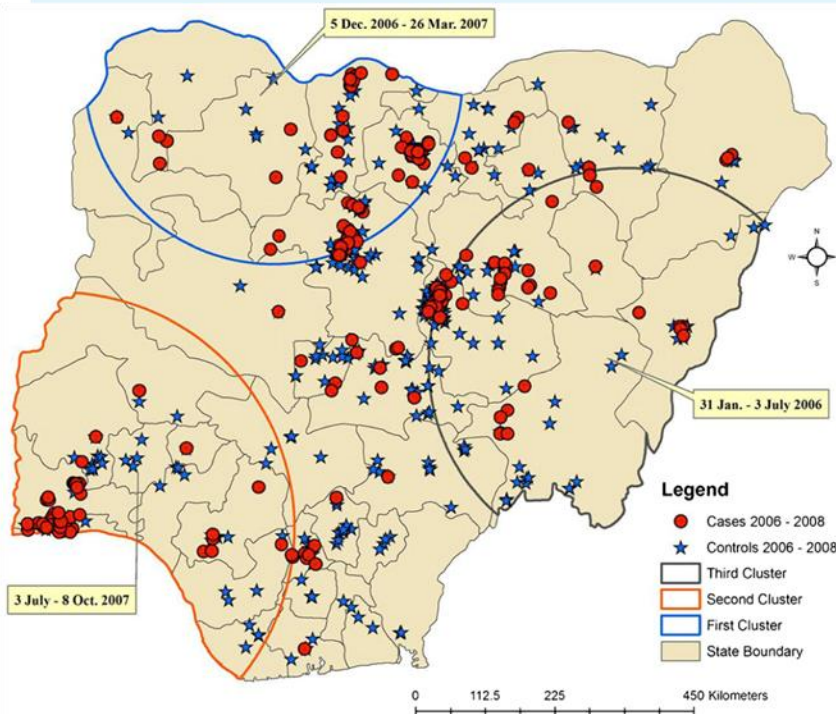 5 Dec. 2006 - 26 Mar. 2007
N
W
E
S
31 Jan. - 3 July 2006
3 July - 8 Oct. 2007
Legend
Cases 2006 - 2008
Controls 2006 - 2008
Third Cluster
Second Cluster
First Cluster
State Boundary
0 112.5 225 450 Kilometers